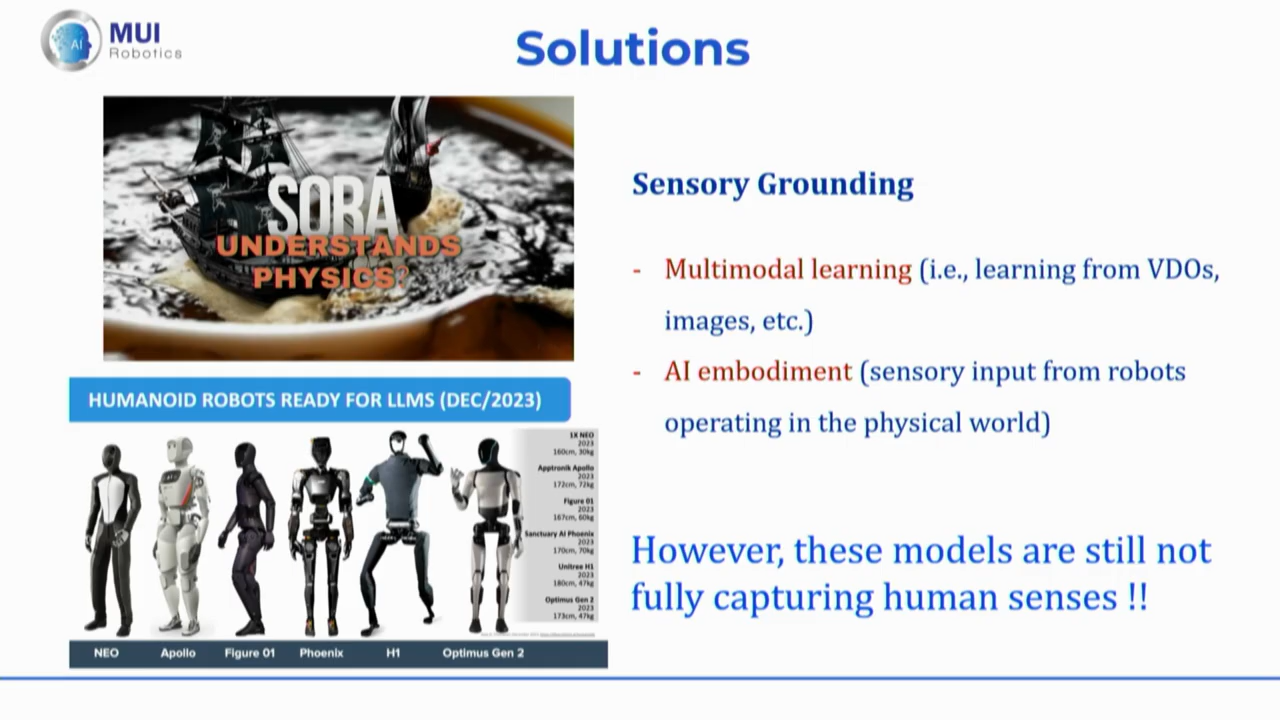 AI
MUI
Robotics
Solutions
SORA
UNDERSTANDS
PHYSICS?
HUMANOID ROBOTS READY FOR LLMS (DEC/2023)
1X NEO
2023
160cm, 30kg
Apptronik Apollo
2023
172cm, 72kg
Figure 01
2023
167cm, 60kg
Sanctuary AI Phoenix
2023
170cm, 70kg
Unitree H1
2023
180cm, 47kg
Optimus Gen 2
2023
173cm, 47kg
NEO Apollo Figure 01 Phoenix H1 Optimus Gen 2
Sensory Grounding
- Multimodal learning (i.e., learning from VDOs,
images, etc.)
- AI embodiment (sensory input from robots
operating in the physical world)
However, these models are still not
fully capturing human senses !!